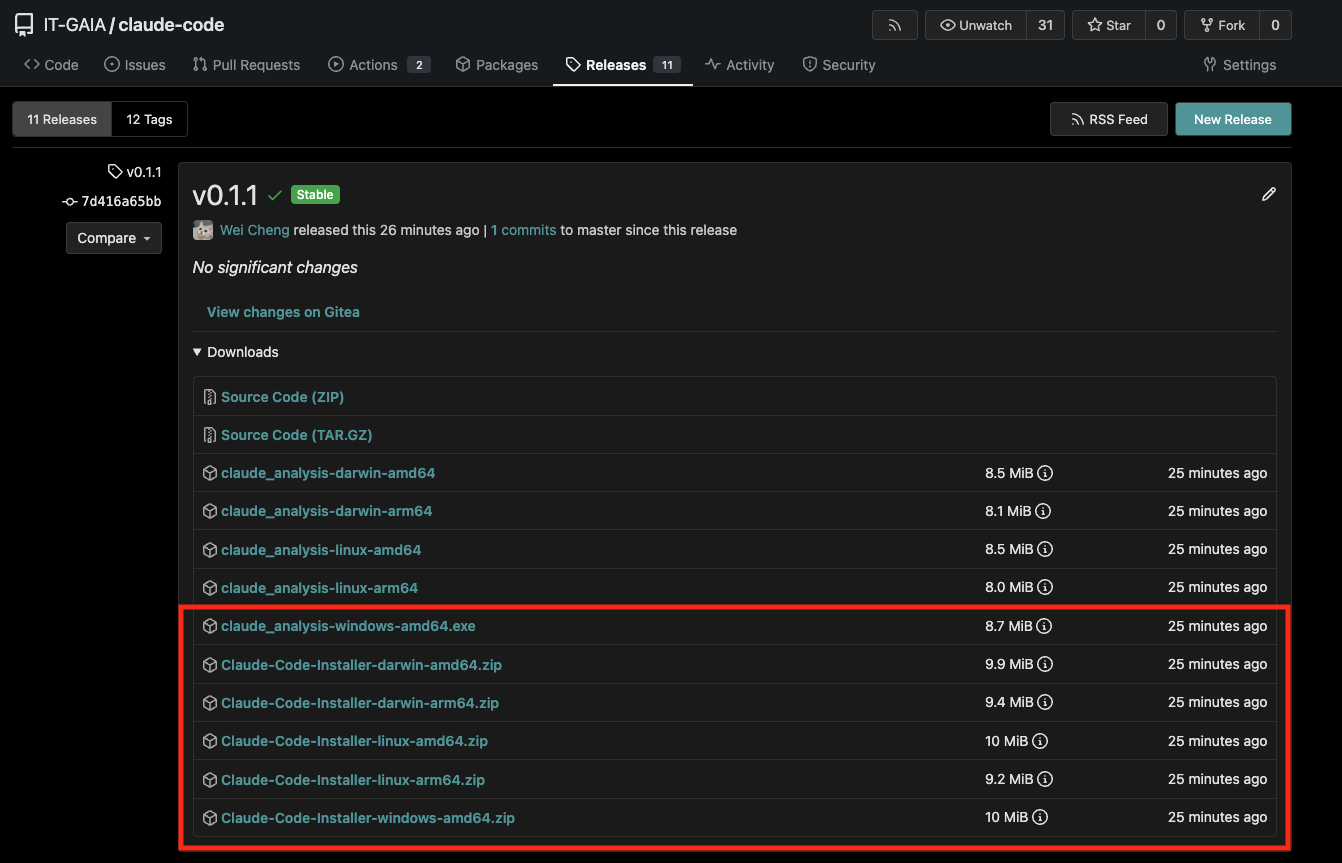 IT-GAIA / claude-code
Unwatch 31 Star 0 Fork 0
Code Issues Pull Requests Actions 2 Packages Releases 11 Activity Security Settings
11 Releases 12 Tags RSS Feed New Release
v0.1.1
7d416a65bb
Compare
v0.1.1 Stable
Wei Cheng released this 26 minutes ago | 1 commits to master since this release
No significant changes
View changes on Gitea
Downloads
Source Code (ZIP)
Source Code (TAR.GZ)
claude_analysis-darwin-amd64 8.5 MiB 25 minutes ago
claude_analysis-darwin-arm64 8.1 MiB 25 minutes ago
claude_analysis-linux-amd64 8.5 MiB 25 minutes ago
claude_analysis-linux-arm64 8.0 MiB 25 minutes ago
claude_analysis-windows-amd64.exe 8.7 MiB 25 minutes ago
Claude-Code-Installer-darwin-amd64.zip 9.9 MiB 25 minutes ago
Claude-Code-Installer-darwin-arm64.zip 9.4 MiB 25 minutes ago
Claude-Code-Installer-linux-amd64.zip 10 MiB 25 minutes ago
Claude-Code-Installer-linux-arm64.zip 9.2 MiB 25 minutes ago
Claude-Code-Installer-windows-amd64.zip 10 MiB 25 minutes ago